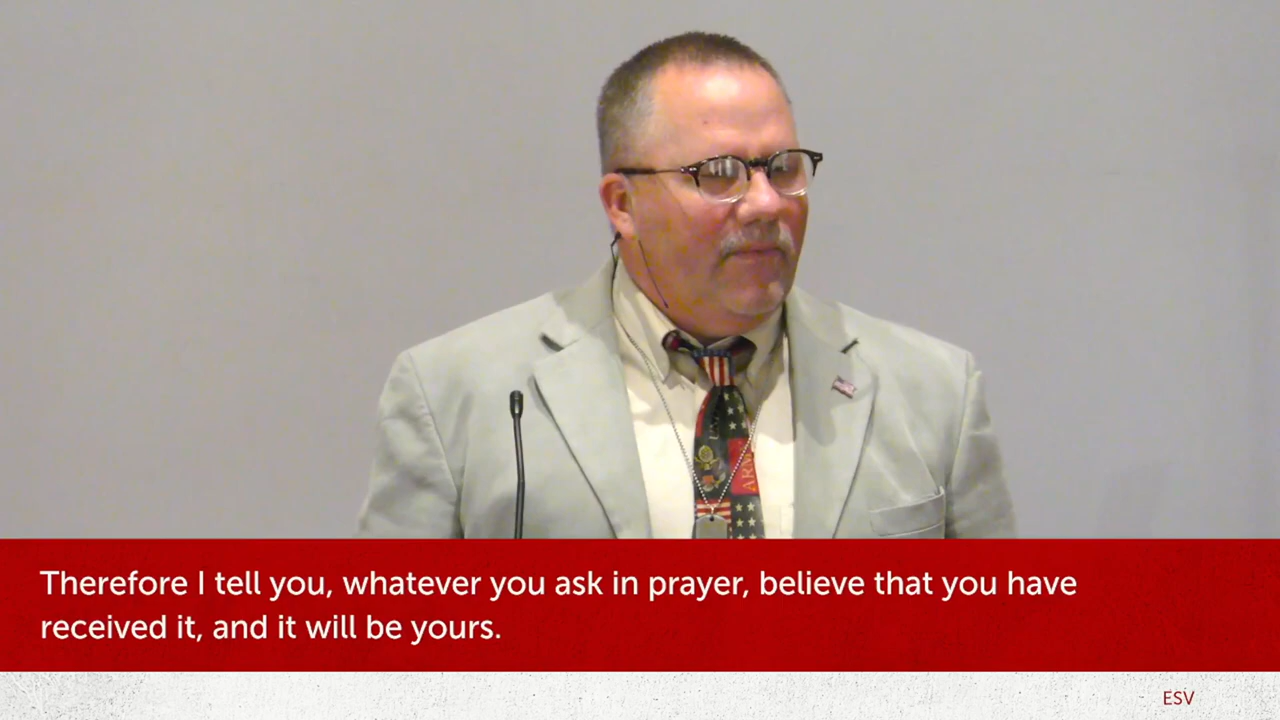 ARMY
Therefore I tell you, whatever you ask in prayer, believe that you have
received it, and it will be yours.
ESV